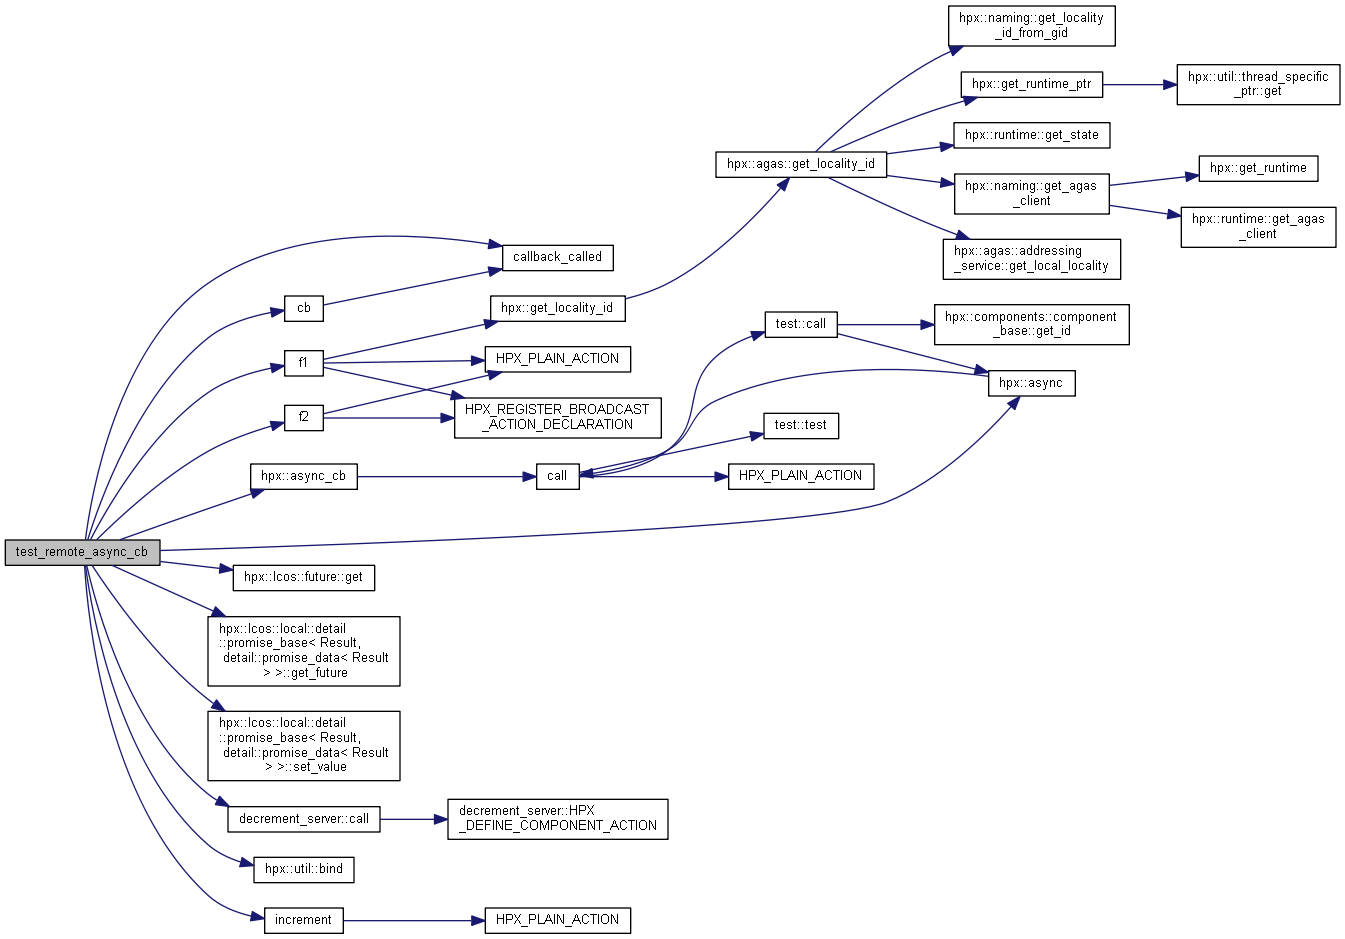 hpx::naming::get_locality
_id_from_gid
hpx::get_runtime_ptr
hpx::util::thread_specific
_ptr::get
hpx::runtime::get_state
hpx::agas::get_locality_id
hpx::naming::get_agas
_client
hpx::get_runtime
hpx::runtime::get_agas
_client
hpx::agas::addressing
_service::get_local_locality
callback_called
cb
hpx::get_locality_id
test::call
hpx::components::component
_base::get_id
f1
HPX_PLAIN_ACTION
hpx::async
f2
HPX_REGISTER_BROADCAST
_ACTION_DECLARATION
test::test
hpx::async_cb
call
HPX_PLAIN_ACTION
test_remote_async_cb
hpx::lcos::future::get
hpx::lcos::local::detail
::promise_base< Result,
detail::promise_data< Result
> >::get_future
hpx::lcos::local::detail
::promise_base< Result,
detail::promise_data< Result
> >::set_value
decrement_server::call
decrement_server::HPX
_DEFINE_COMPONENT_ACTION
hpx::util::bind
increment
HPX_PLAIN_ACTION